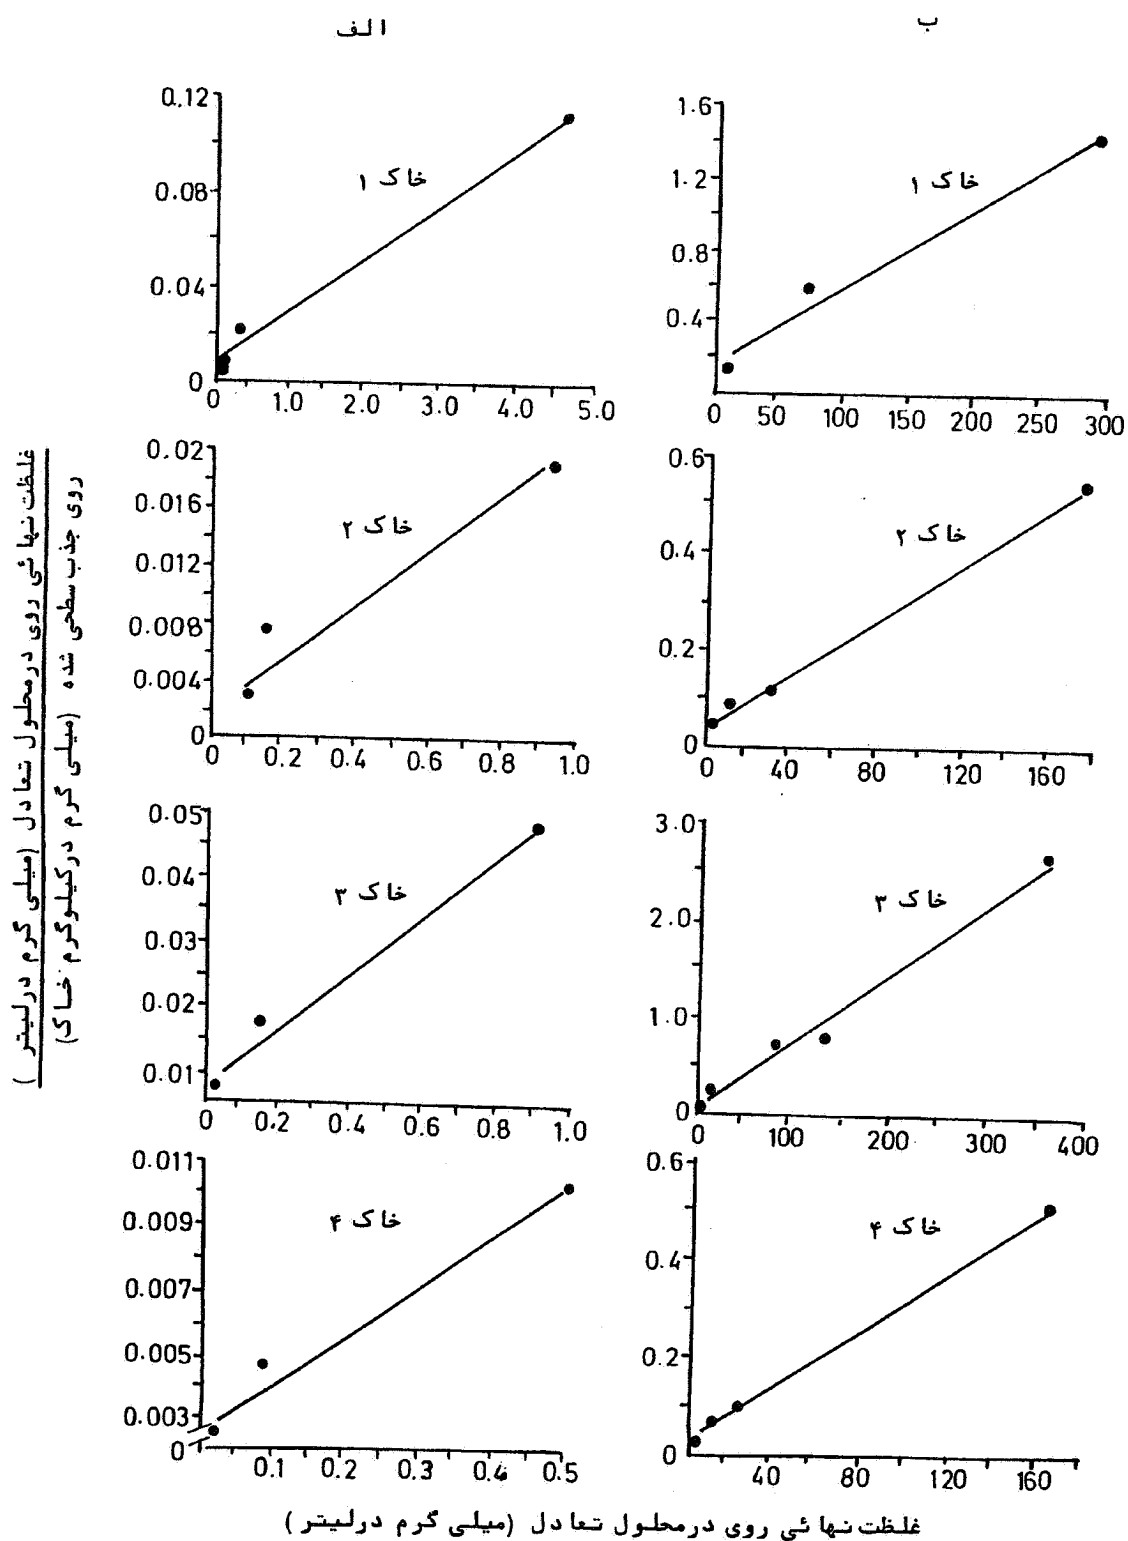 الف
ب
0.12
0.08
0.04
0
خاک ۱
0 1.0 2.0 3.0 4.0 5.0
1.6
1.2
0.8
0.4
0
خاک ۱
0 50 100 150 200 250 300
0.02
0.016
0.012
0.008
0.004
0
خاک ۲
0 0.2 0.4 0.6 0.8 1.0
0.6
0.4
0.2
0
خاک ۲
0 40 80 120 160
0.05
0.04
0.03
0.02
0.01
خاک ۳
0 0.2 0.4 0.6 0.8 1.0
3.0
2.0
1.0
0
خاک ۳
0 100 200 300 400
0.011
0.009
0.007
0.005
0.003
0
خاک ۴
0.1 0.2 0.3 0.4 0.5
0.6
0.4
0.2
0
خاک ۴
40 80 120 160
غلظت نهائی روی درمحلول تعادل (میلی گرم درلیتر)
روی جذب سطحی شده (میلی گرم درکیلوگرم خاک)
غلظت نهائی روی درمحلول تعادل (میلی گرم درلیتر)